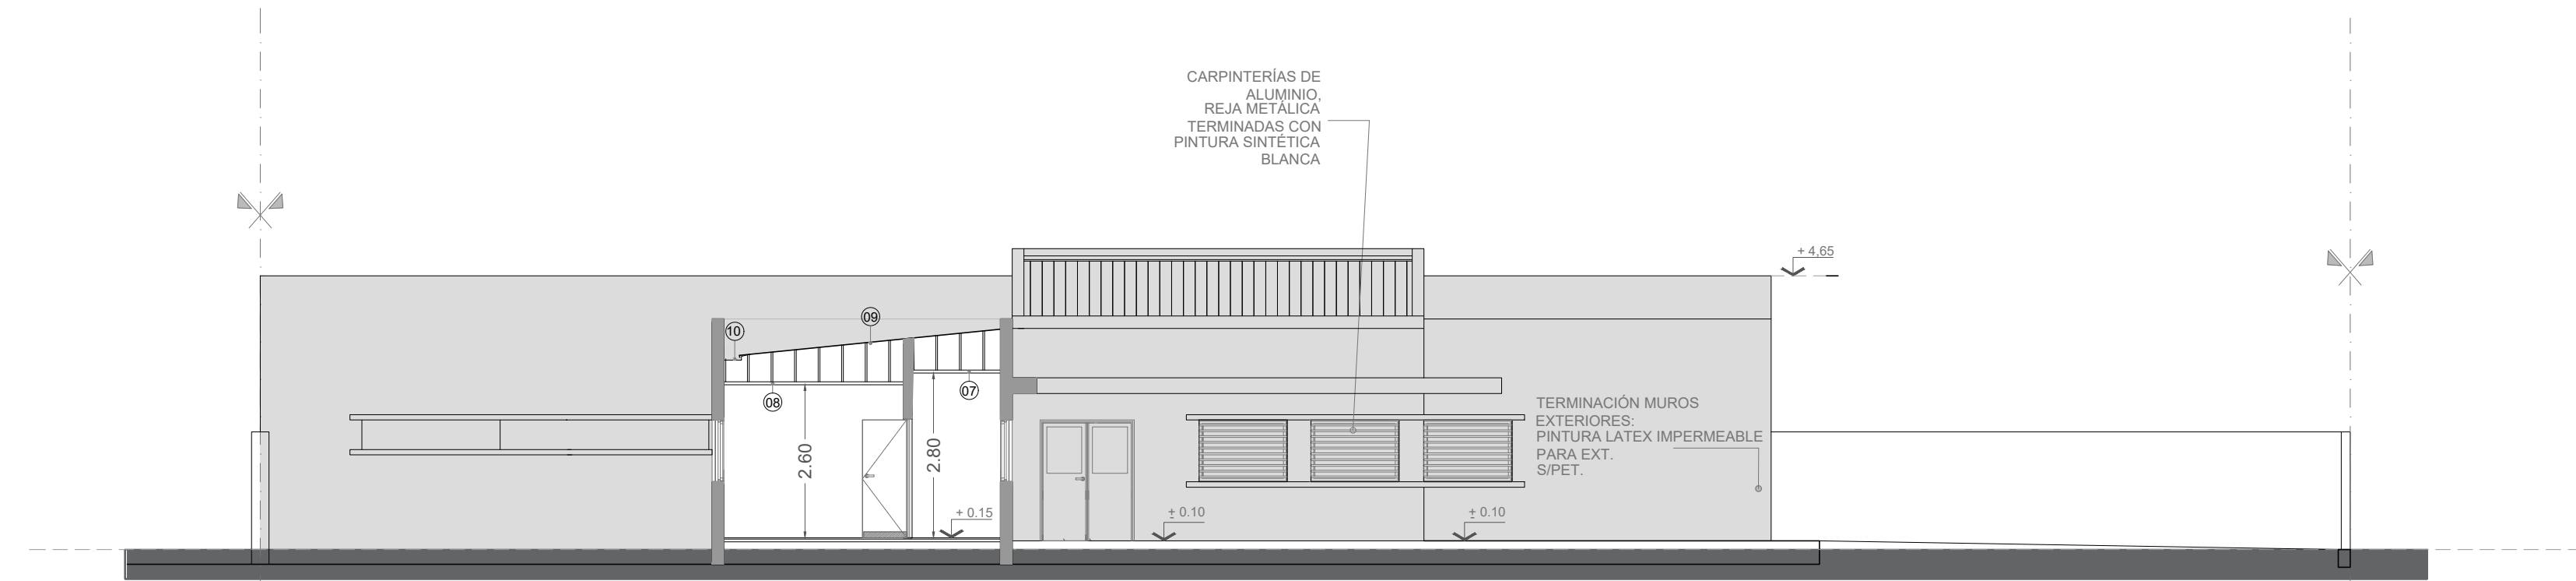 CARPINTERÍAS DE
ALUMINIO,
REJA METÁLICA
TERMINADAS CON
PINTURA SINTÉTICA
BLANCA
+ 4,65
09
10
08
07
2.60
2.80
TERMINACIÓN MUROS
EXTERIORES:
PINTURA LATEX IMPERMEABLE
PARA EXT.
S/PET.
+ 0.15
± 0.10
± 0.10